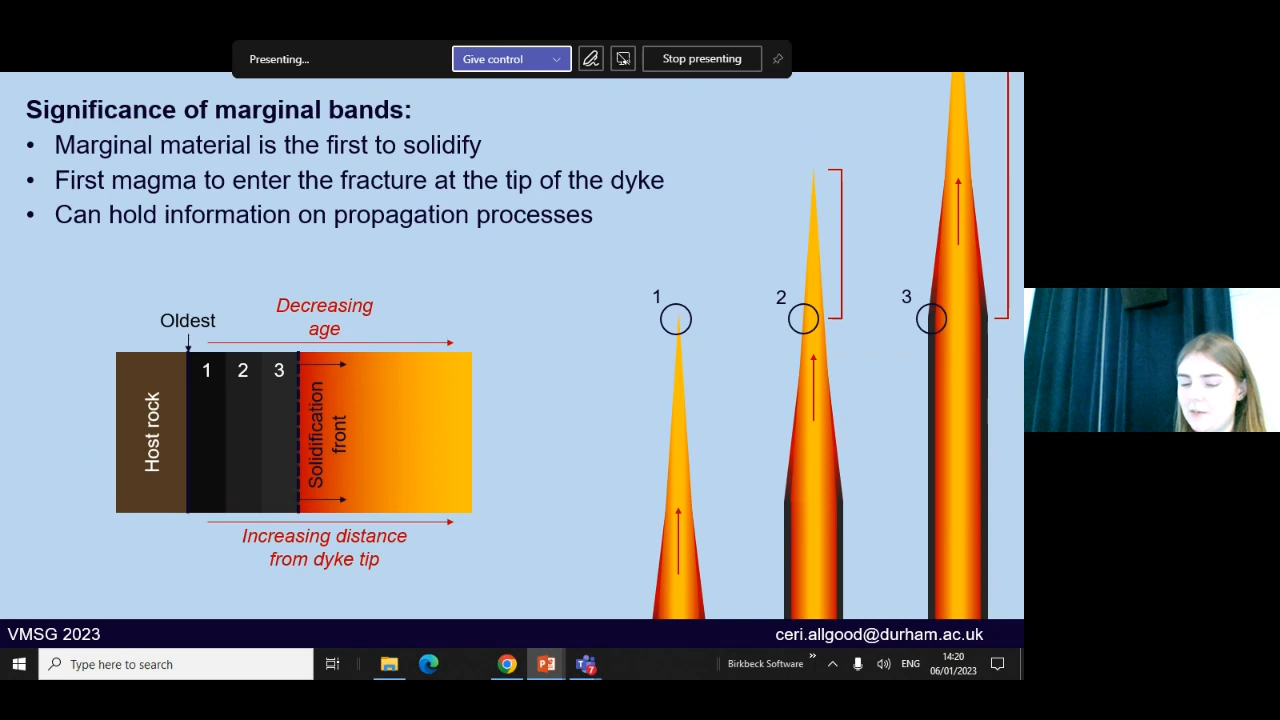 Presenting...
Give control
Stop presenting
Significance of marginal bands:
• Marginal material is the first to solidify
• First magma to enter the fracture at the tip of the dyke
• Can hold information on propagation processes
Oldest
Decreasing
age
Host rock
1
2
3
Solidification
front
Increasing distance
from dyke tip
1
2
3
VMSG 2023
ceri.allgood@durham.ac.uk
Type here to search
7
Birkbeck Software
»
ENG
14:20
06/01/2023